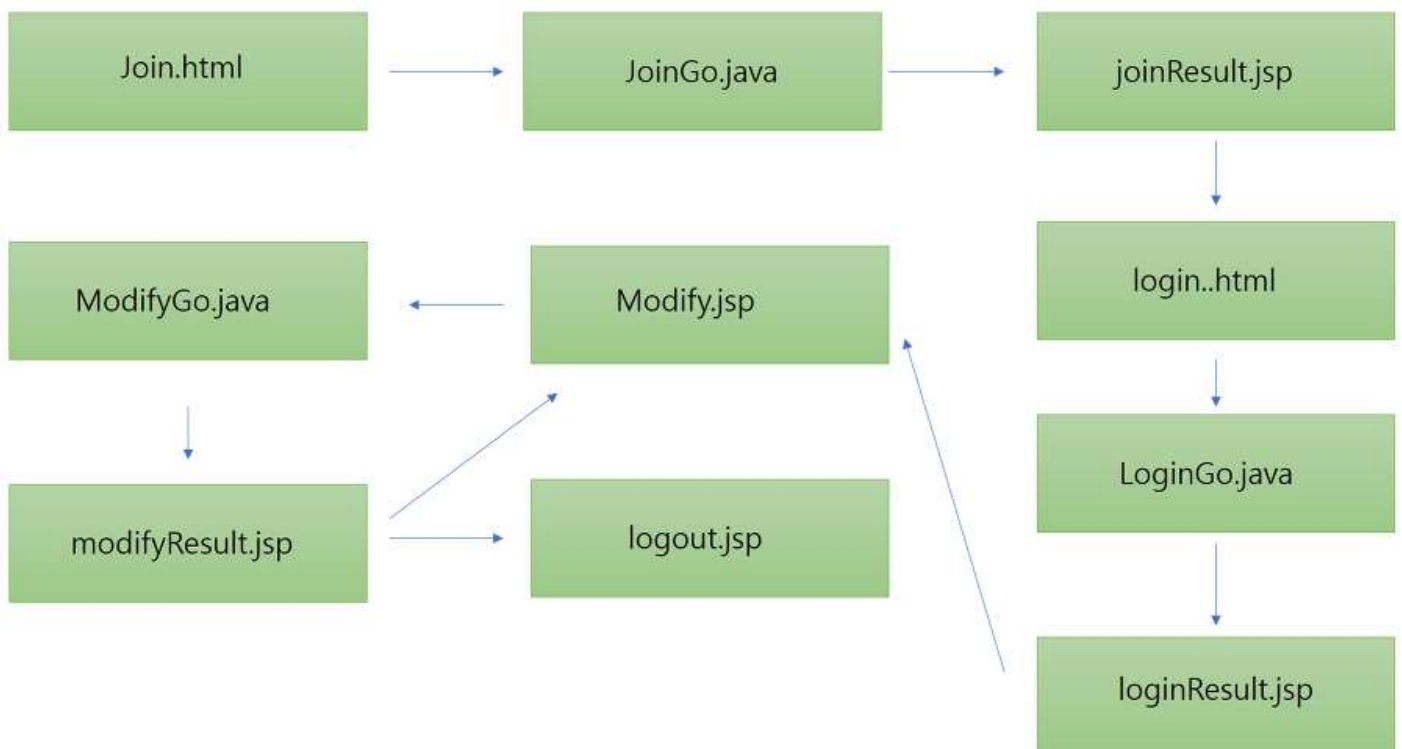 Join.html
JoinGo.java
joinResult.jsp
login..html
ModifyGo.java
Modify.jsp
LoginGo.java
modifyResult.jsp
logout.jsp
loginResult.jsp